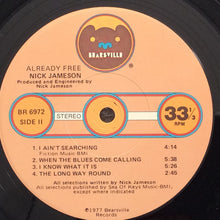 BEARSVILLE
ALREADY FREE
NICK JAMESON
Produced and Engineered by
Nick Jameson
BR 6972
SIDE II
STEREO
33 1/3
RPM
1. I AIN'T SEARCHING 4:14
Fiction Music-BMI
2. WHEN THE BLUES COME CALLING 5:38
3. I KNOW WHAT IT IS 5:26
4. THE LONG WAY ROUND 2:45
All selections written by Nick Jameson
All selections published by Sea Of Keys Music-BMI,
except where indicated
©1977 Bearsville
Records